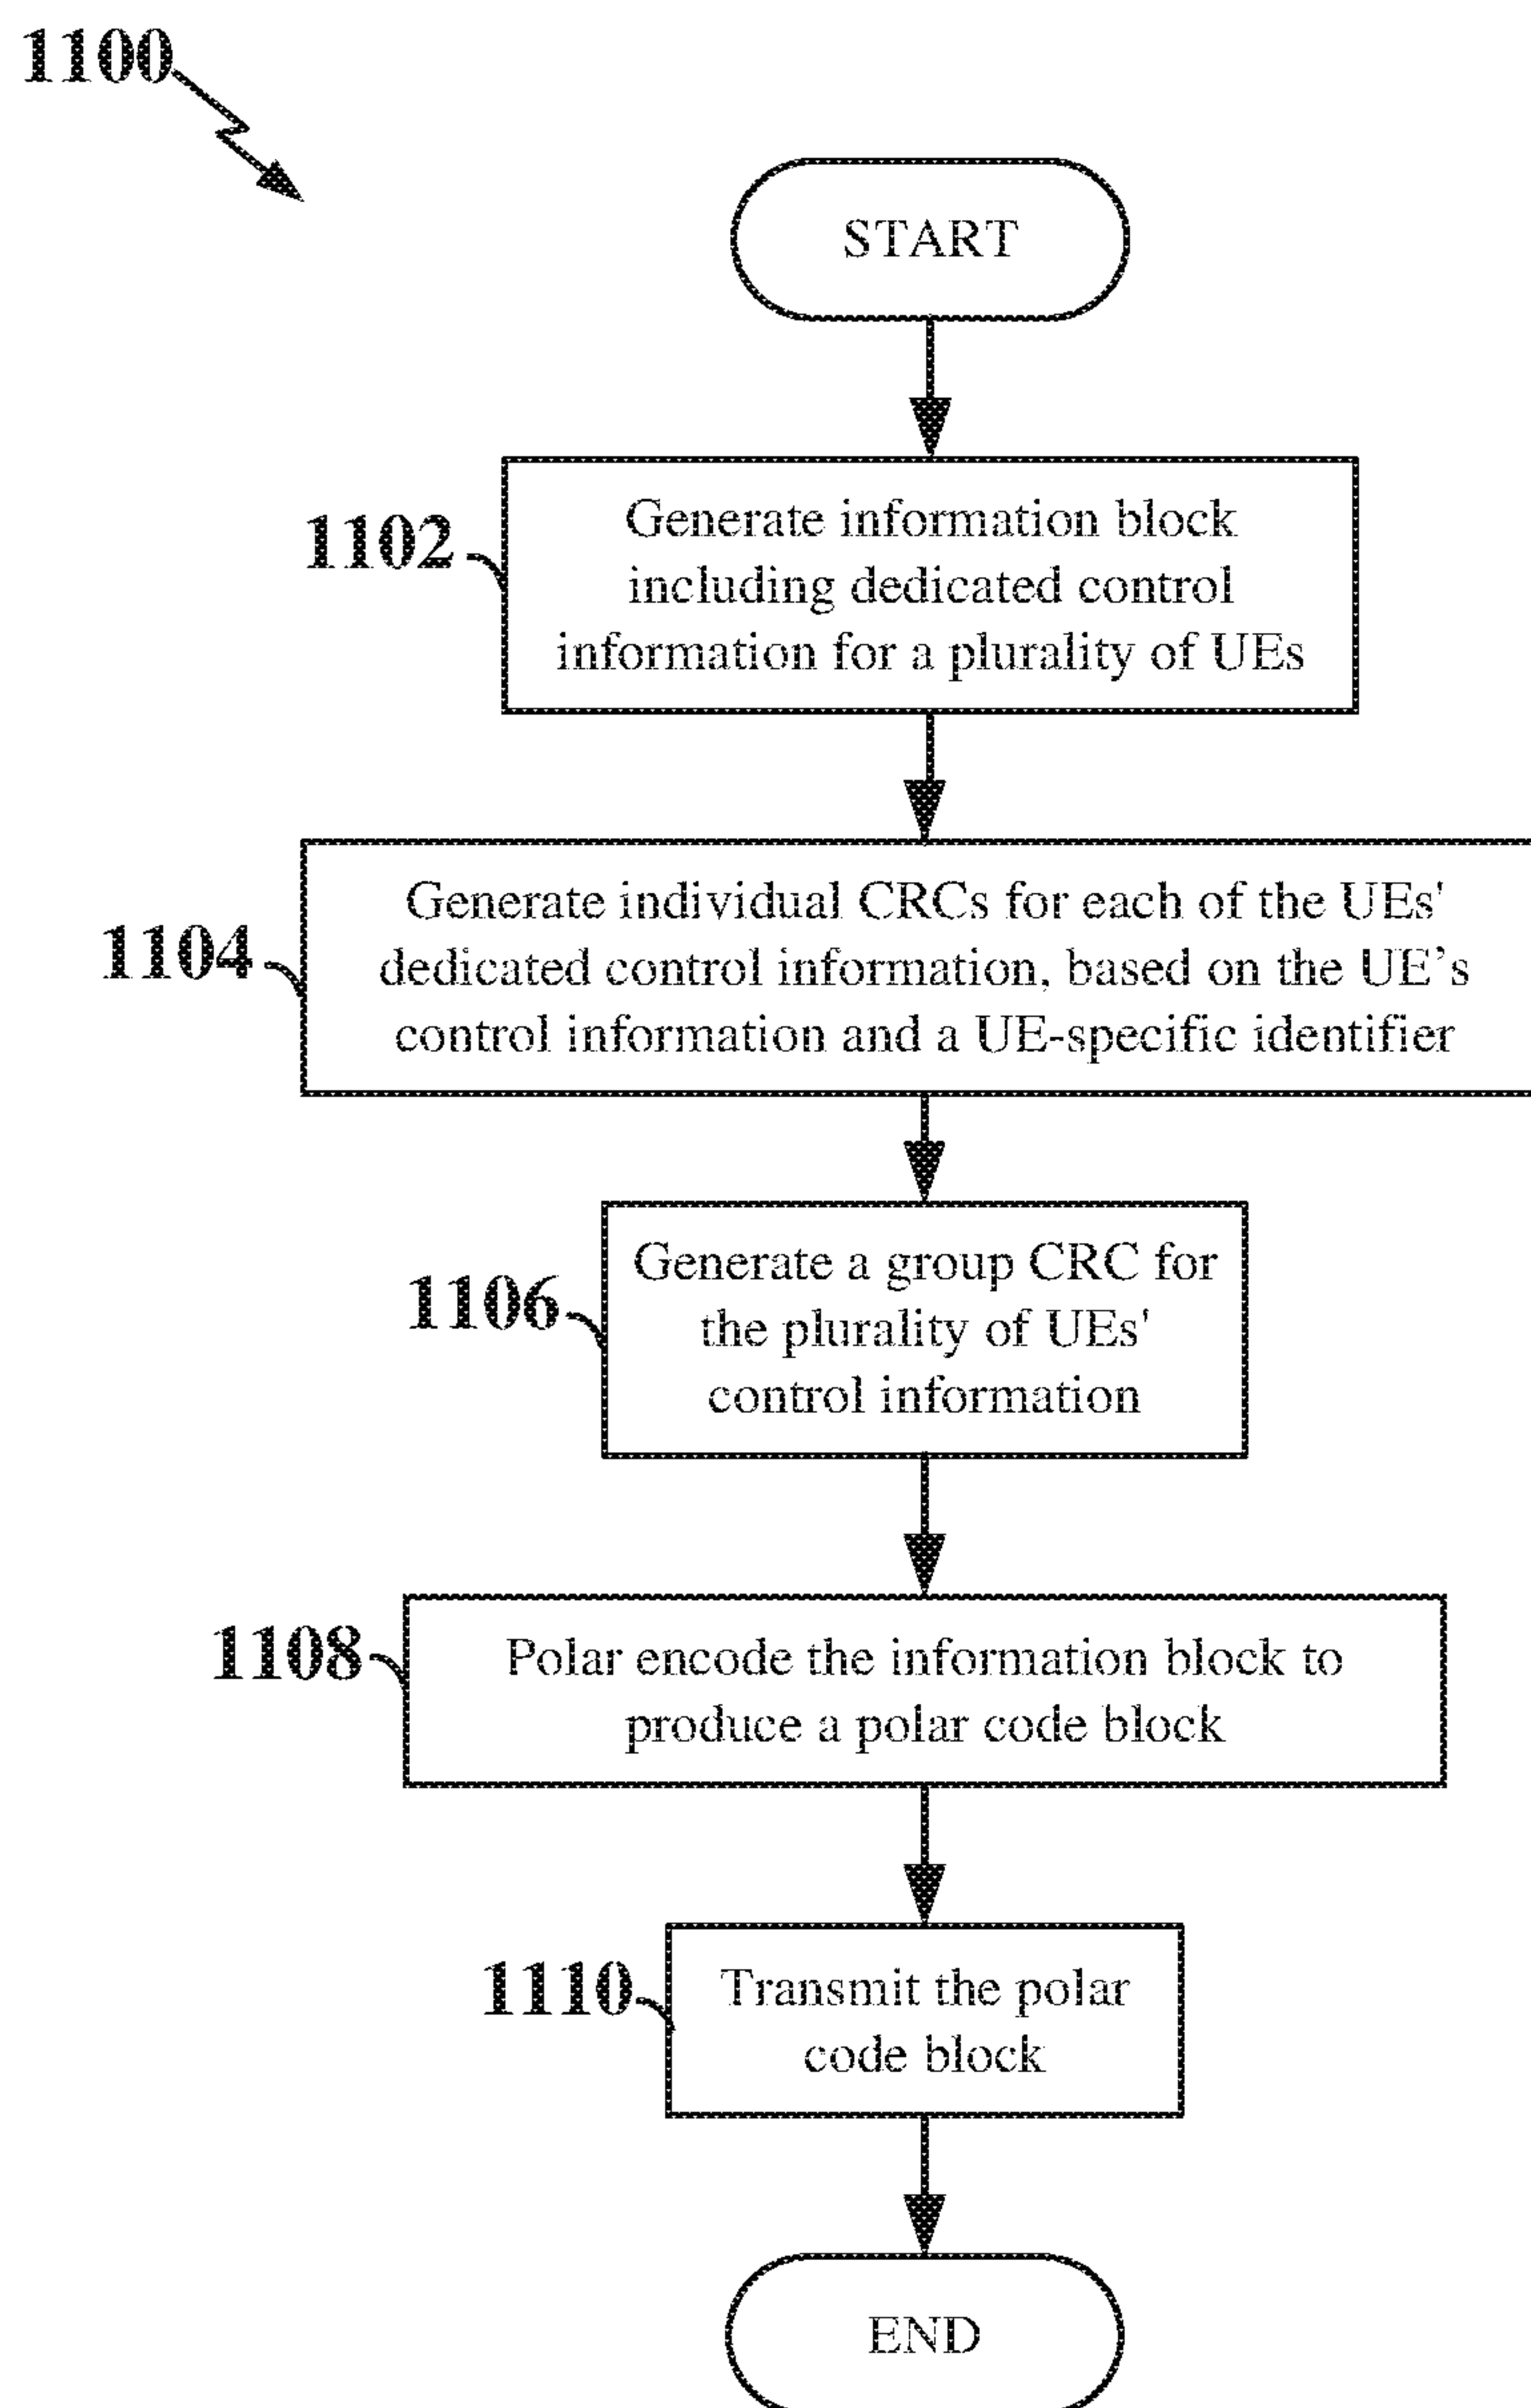 1100
START
1102
Generate information block
including dedicated control
information for a plurality of UEs
1104
Generate individual CRCs for each of the UEs'
dedicated control information, based on the UE’s
control information and a UE-specific identifier
1106
Generate a group CRC for
the plurality of UEs'
control information
1108
Polar encode the information block to
produce a polar code block
1110
Transmit the polar
code block
END